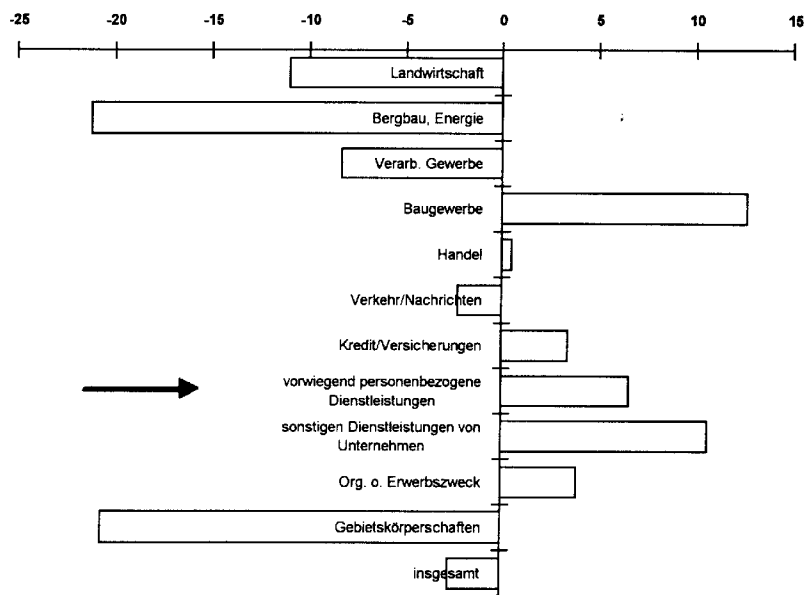 -25 -20 -15 -10 -5 0 5 10 15
Landwirtschaft
Bergbau, Energie
Verarb. Gewerbe
Baugewerbe
Handel
Verkehr/Nachrichten
Kredit/Versicherungen
vorwiegend personenbezogene
Dienstleistungen
sonstigen Dienstleistungen von
Unternehmen
Org. o. Erwerbszweck
Gebietskörperschaften
insgesamt